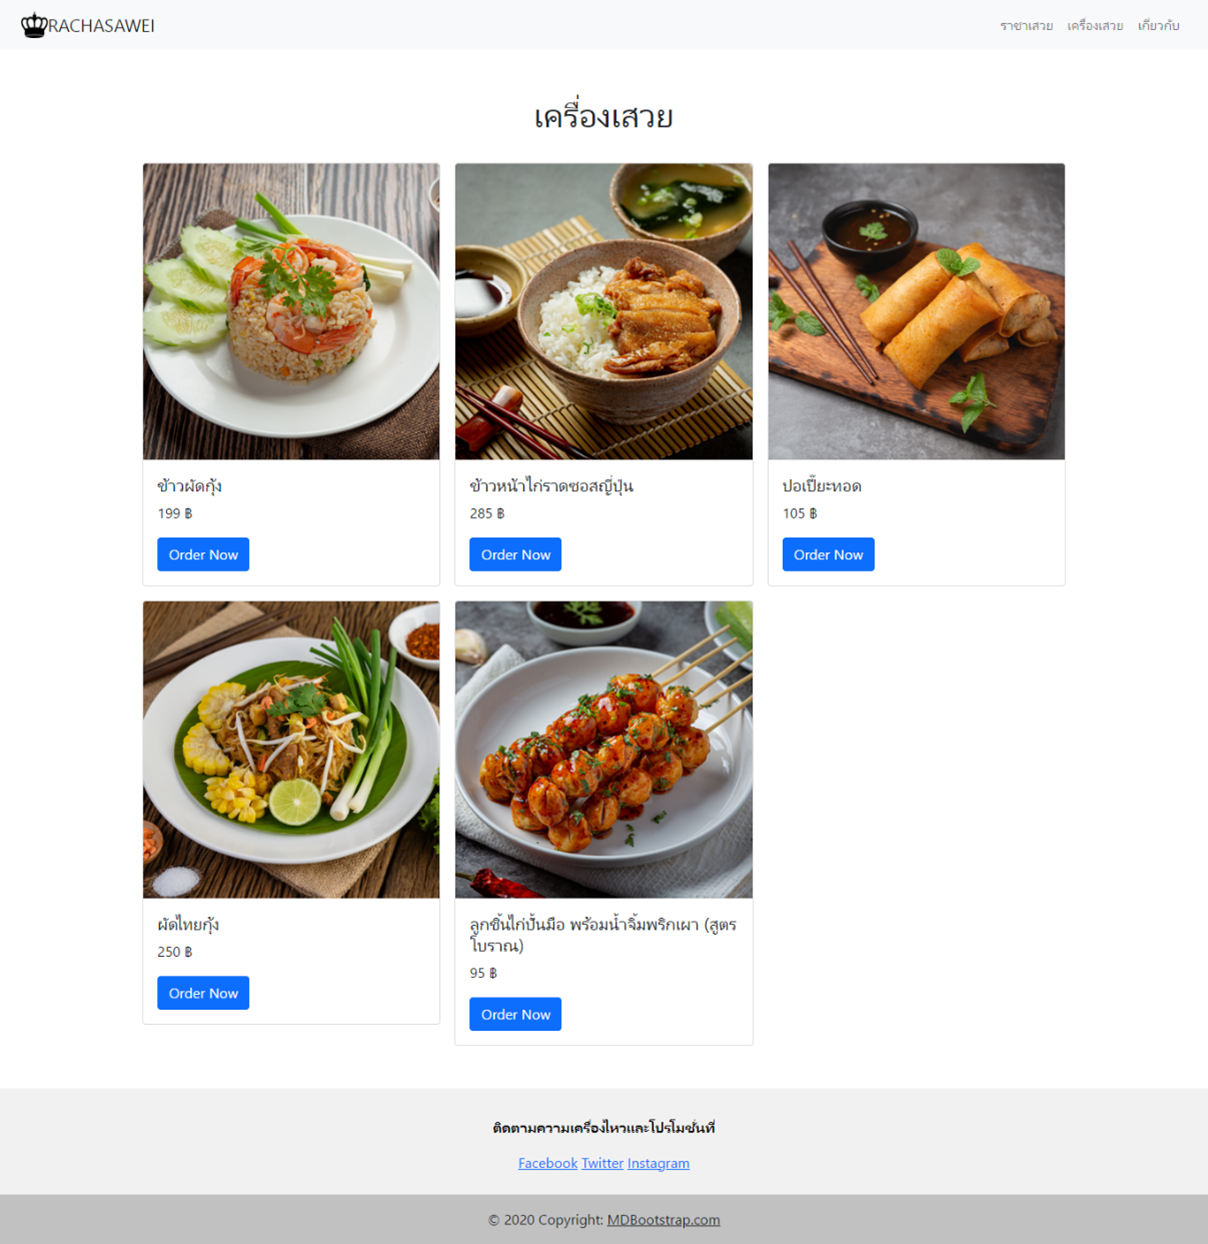 RACHASAWEI
ราชาเสวย เครื่องเสวย เกี่ยวกับ
เครื่องเสวย
ข้าวผัดกุ้ง
199 ฿
Order Now
ข้าวหน้าไก่ราดซอสญี่ปุ่น
285 ฿
Order Now
ปอเปี๊ยะทอด
105 ฿
Order Now
ผัดไทยกุ้ง
250 ฿
Order Now
ลูกชิ้นไก่ปั้นมือ พร้อมน้ำจิ้มพริกเผา (สูตร
โบราณ)
95 ฿
Order Now
ติดตามความเครื่องไหวและโปรโมชั่นที่
Facebook Twitter Instagram
© 2020 Copyright: MDBootstrap.com